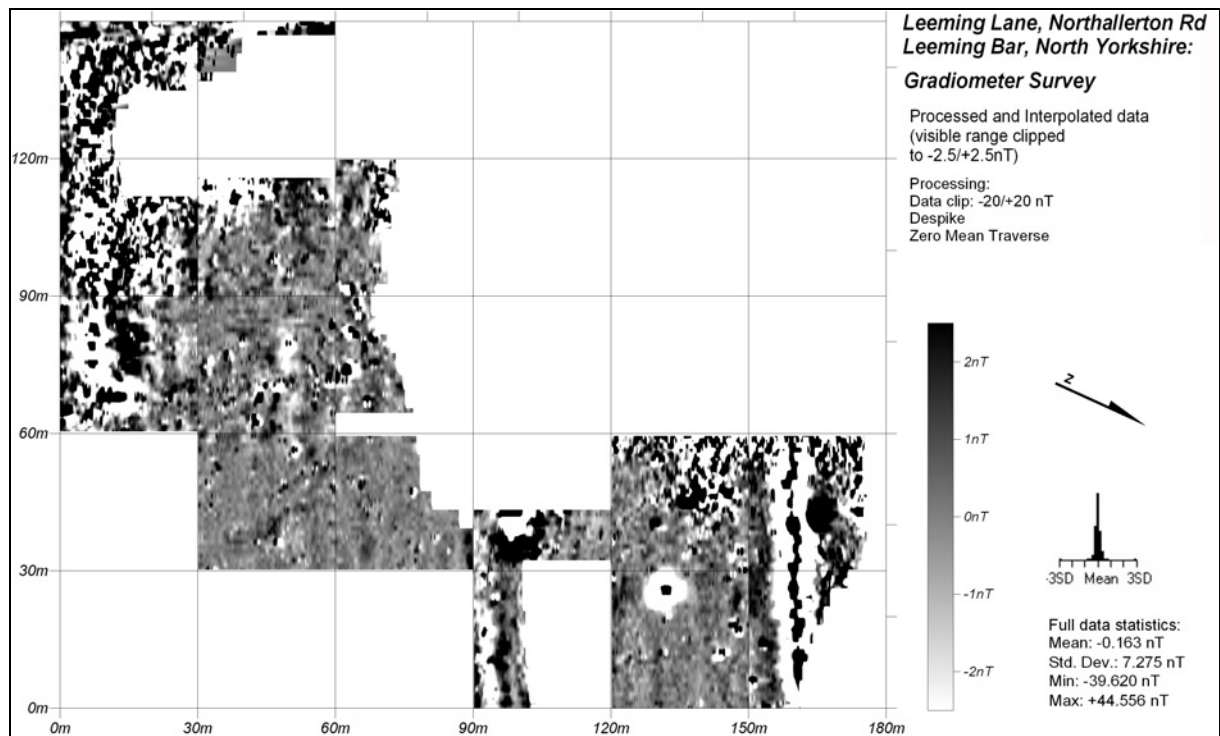 Leeming Lane, Northallerton Rd
Leeming Bar, North Yorkshire:
Gradiometer Survey
Processed and Interpolated data
(visible range clipped
to -2.5/+2.5nT)
Processing:
Data clip: -20/+20 nT
Despike
Zero Mean Traverse
120m
90m
60m
30m
0m
0m
30m
60m
90m
120m
150m
180m
2nT
1nT
0nT
-1nT
-2nT
N
-3SD Mean 3SD
Full data statistics:
Mean: -0.163 nT
Std. Dev.: 7.275 nT
Min: -39.620 nT
Max: +44.556 nT